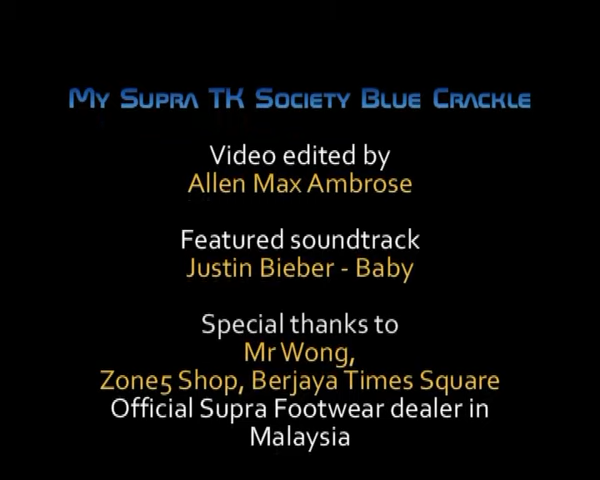 My Supra TK Society Blue Crackle
Video edited by
Allen Max Ambrose
Featured soundtrack
Justin Bieber - Baby
Special thanks to
Mr Wong,
Zone5 Shop, Berjaya Times Square
Official Supra Footwear dealer in
Malaysia